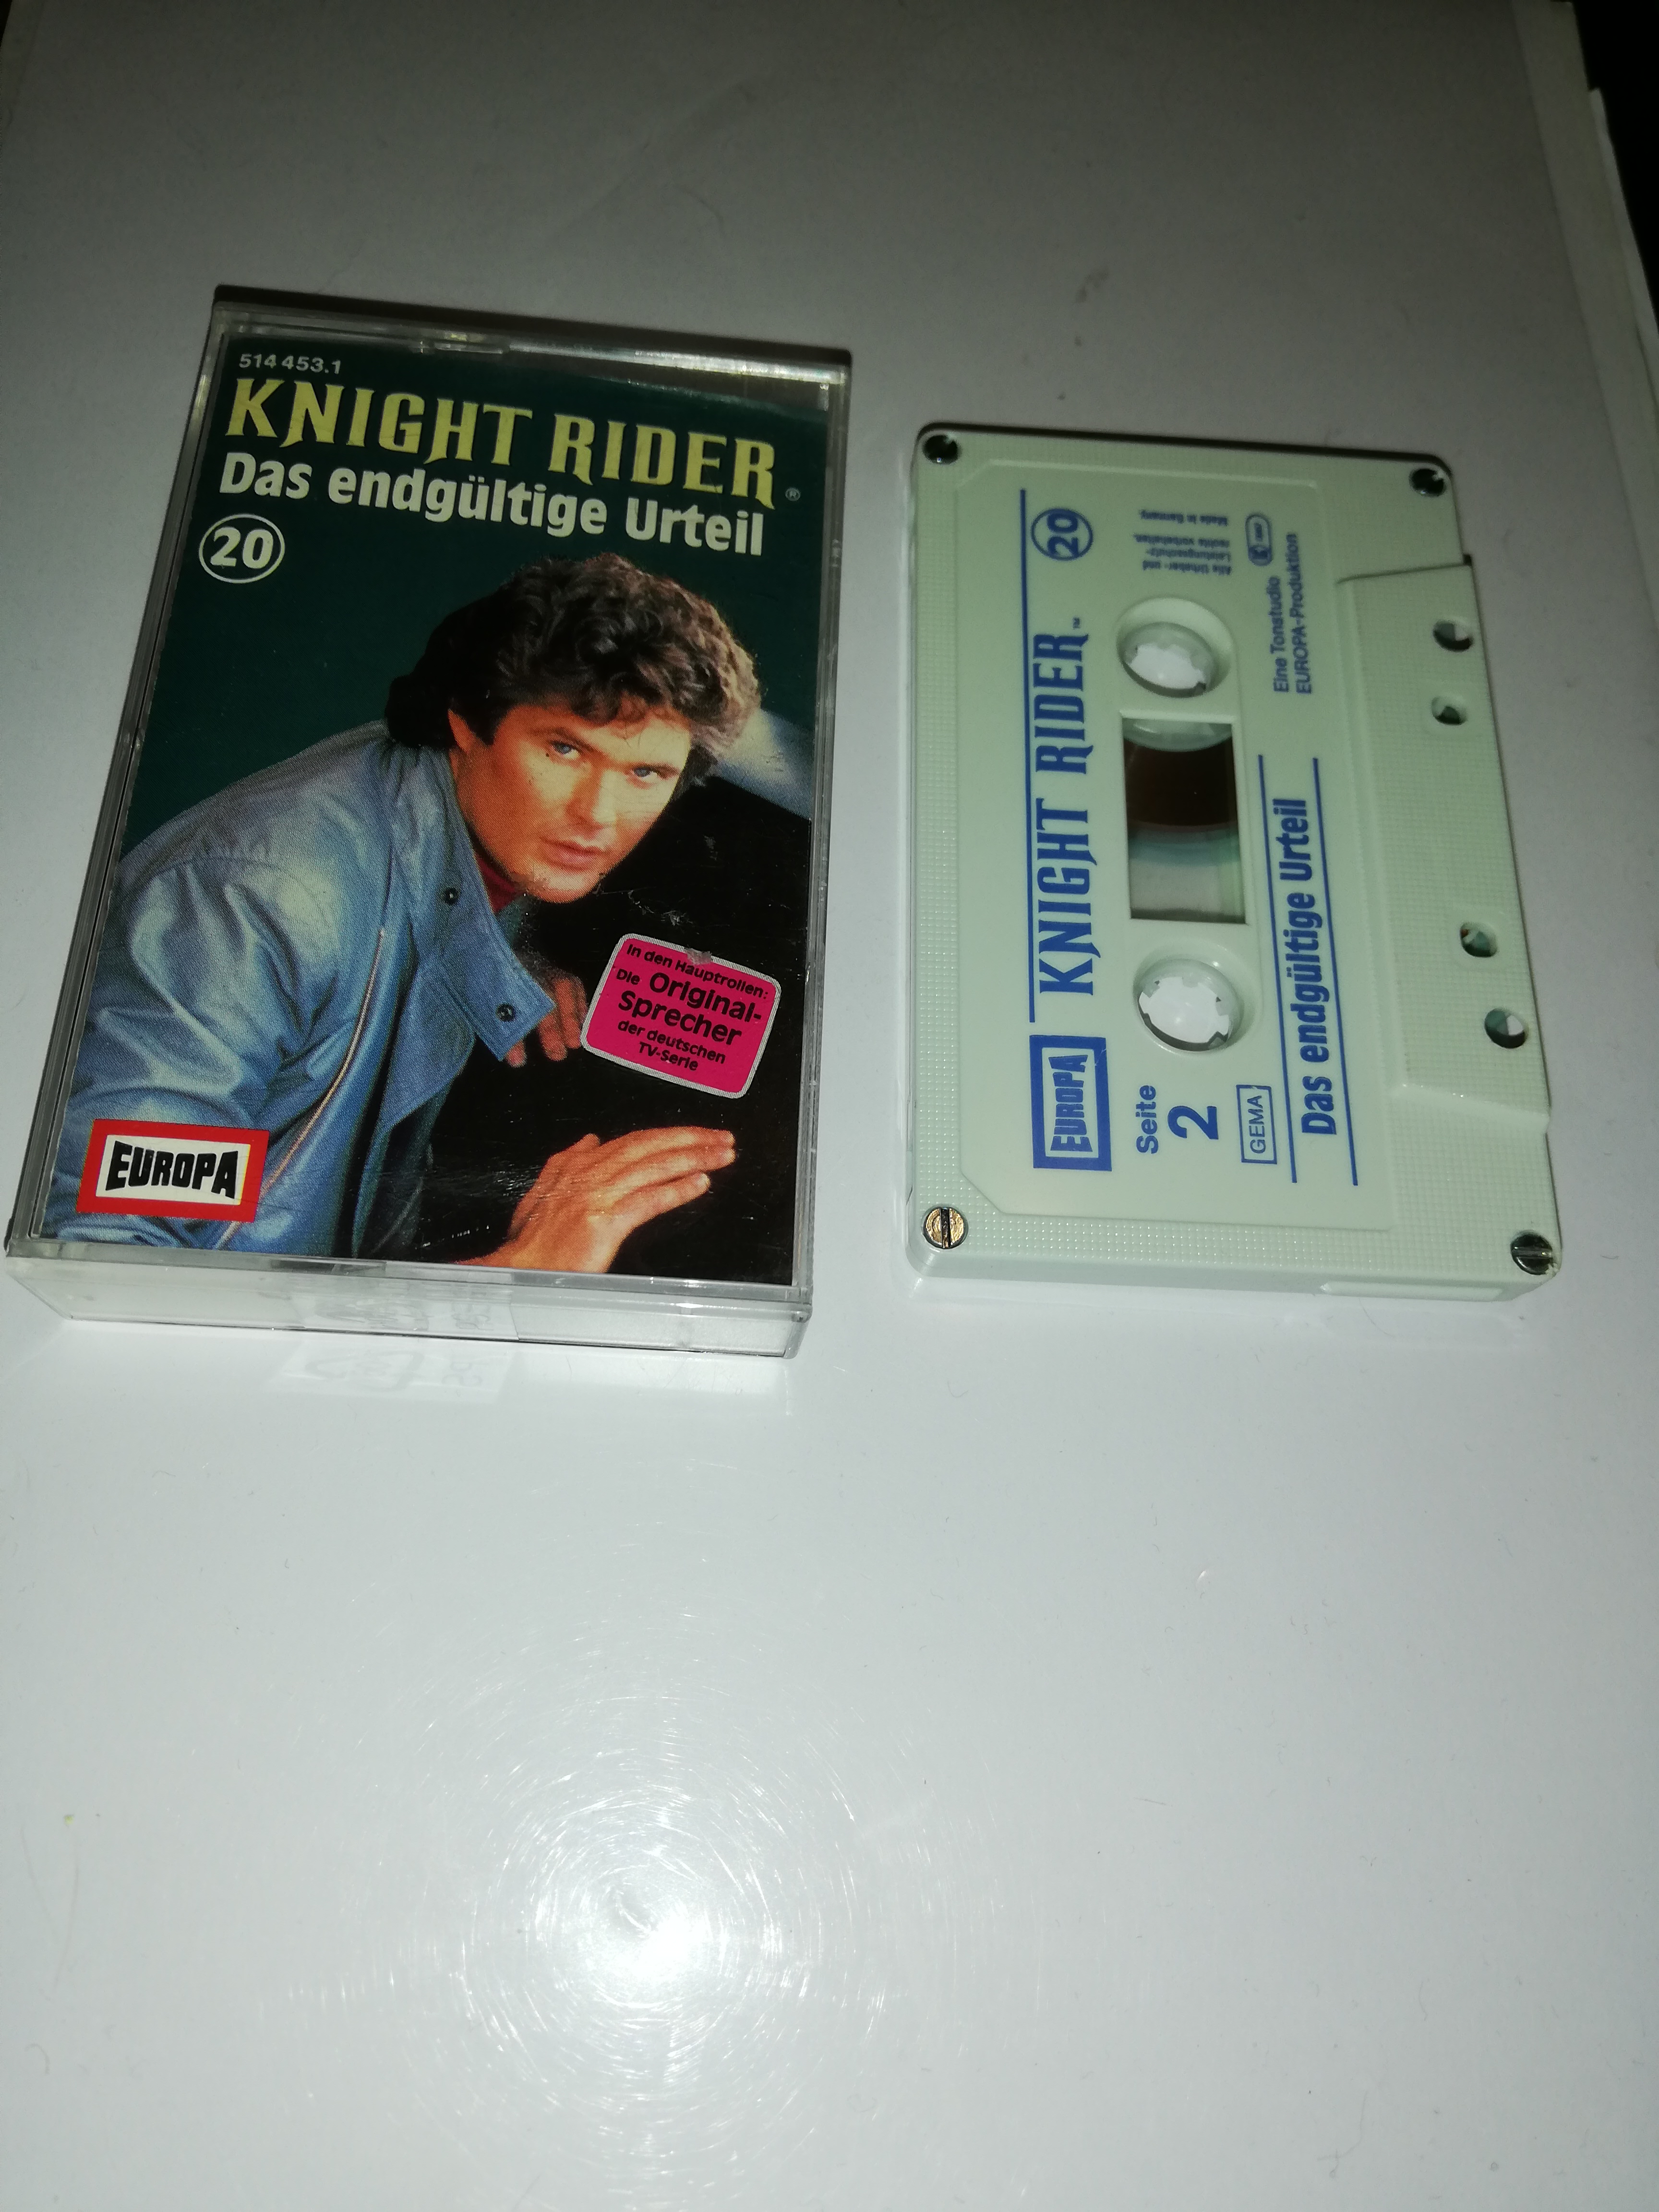 514 453.1
KNIGHT RIDER®
Das endgültige Urteil
20
In den Hauptrollen:
Die Original-
Sprecher
der deutschen
TV-Serie
EUROPA
EUROPA KNIGHT RIDER™ 20
Seite
2
GEMA
Alle Urheber- und
Leistungsschutz-
rechte vorbehalten.
Made in Germany.
Eine Tonstudio
EUROPA-Produktion
Das endgültige Urteil